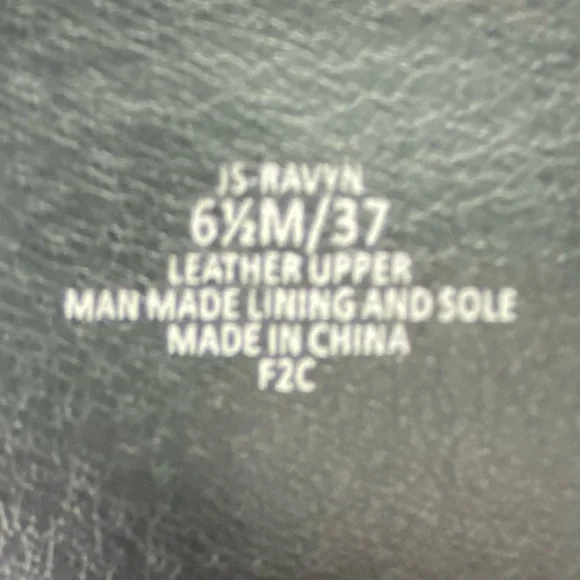 JS-RAVYN
6½M/37
LEATHER UPPER
MAN MADE LINING AND SOLE
MADE IN CHINA
F2C